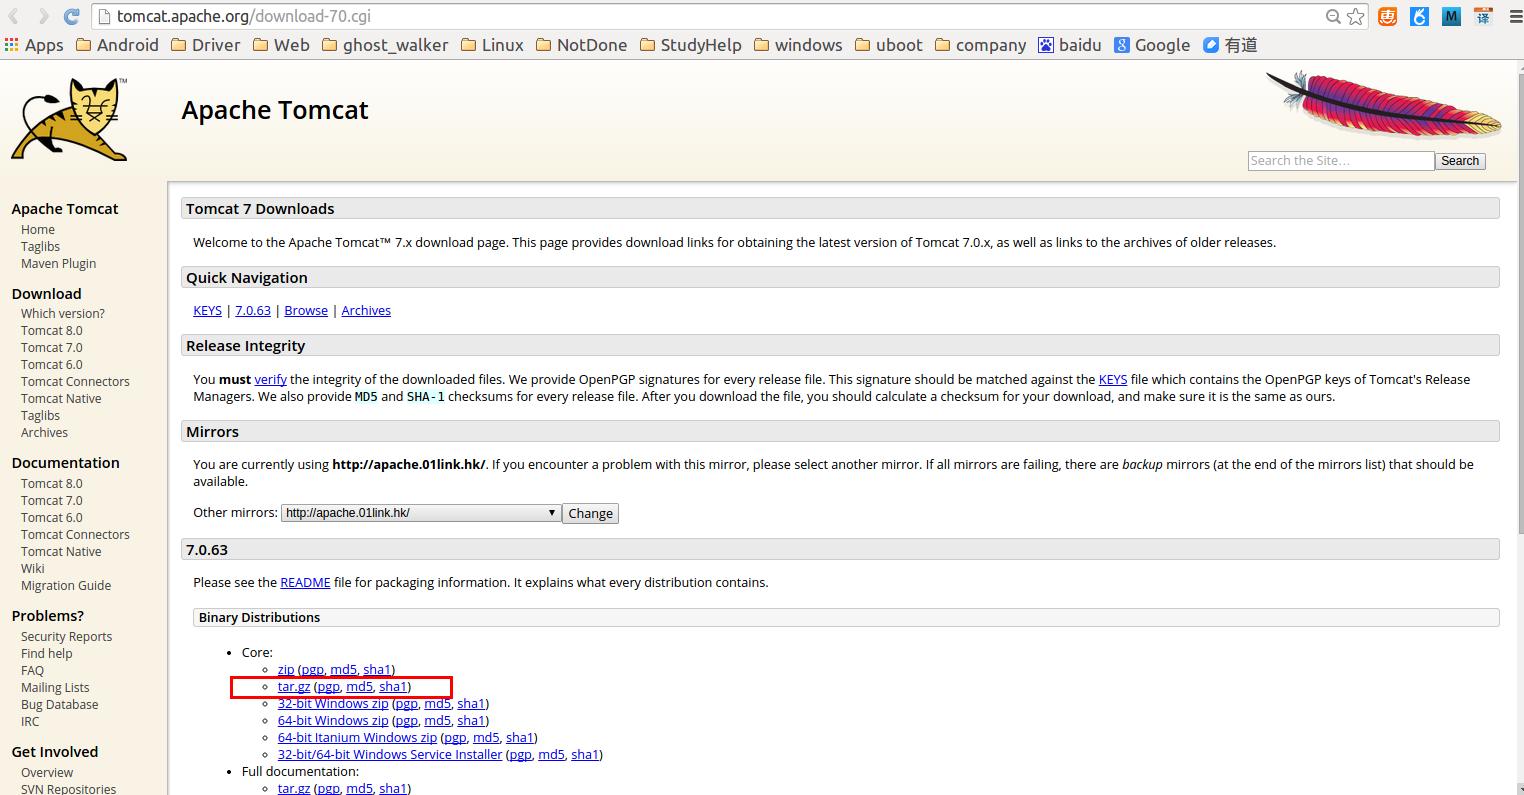 tomcat.apache.org/download-70.cgi
惠
M
译
Apps Android Driver Web ghost_walker Linux NotDone StudyHelp windows uboot company baidu Google 有道
TM
Apache Tomcat
Search the Site... Search
Apache Tomcat
Home
Taglibs
Maven Plugin
Download
Which version?
Tomcat 8.0
Tomcat 7.0
Tomcat 6.0
Tomcat Connectors
Tomcat Native
Taglibs
Archives
Documentation
Tomcat 8.0
Tomcat 7.0
Tomcat 6.0
Tomcat Connectors
Tomcat Native
Wiki
Migration Guide
Problems?
Security Reports
Find help
FAQ
Mailing Lists
Bug Database
IRC
Get Involved
Overview
SVN Repositories
Tomcat 7 Downloads
Welcome to the Apache Tomcat™ 7.x download page. This page provides download links for obtaining the latest version of Tomcat 7.0.x, as well as links to the archives of older releases.
Quick Navigation
KEYS | 7.0.63 | Browse | Archives
Release Integrity
You must verify the integrity of the downloaded files. We provide OpenPGP signatures for every release file. This signature should be matched against the KEYS file which contains the OpenPGP keys of Tomcat's Release
Managers. We also provide MD5 and SHA-1 checksums for every release file. After you download the file, you should calculate a checksum for your download, and make sure it is the same as ours.
Mirrors
You are currently using http://apache.01link.hk/. If you encounter a problem with this mirror, please select another mirror. If all mirrors are failing, there are backup mirrors (at the end of the mirrors list) that should be
available.
Other mirrors: http://apache.01link.hk/ Change
7.0.63
Please see the README file for packaging information. It explains what every distribution contains.
Binary Distributions
Core:
zip (pgp, md5, sha1)
tar.gz (pgp, md5, sha1)
32-bit Windows zip (pgp, md5, sha1)
64-bit Windows zip (pgp, md5, sha1)
64-bit Itanium Windows zip (pgp, md5, sha1)
32-bit/64-bit Windows Service Installer (pgp, md5, sha1)
Full documentation:
tar.gz (pgp, md5, sha1)